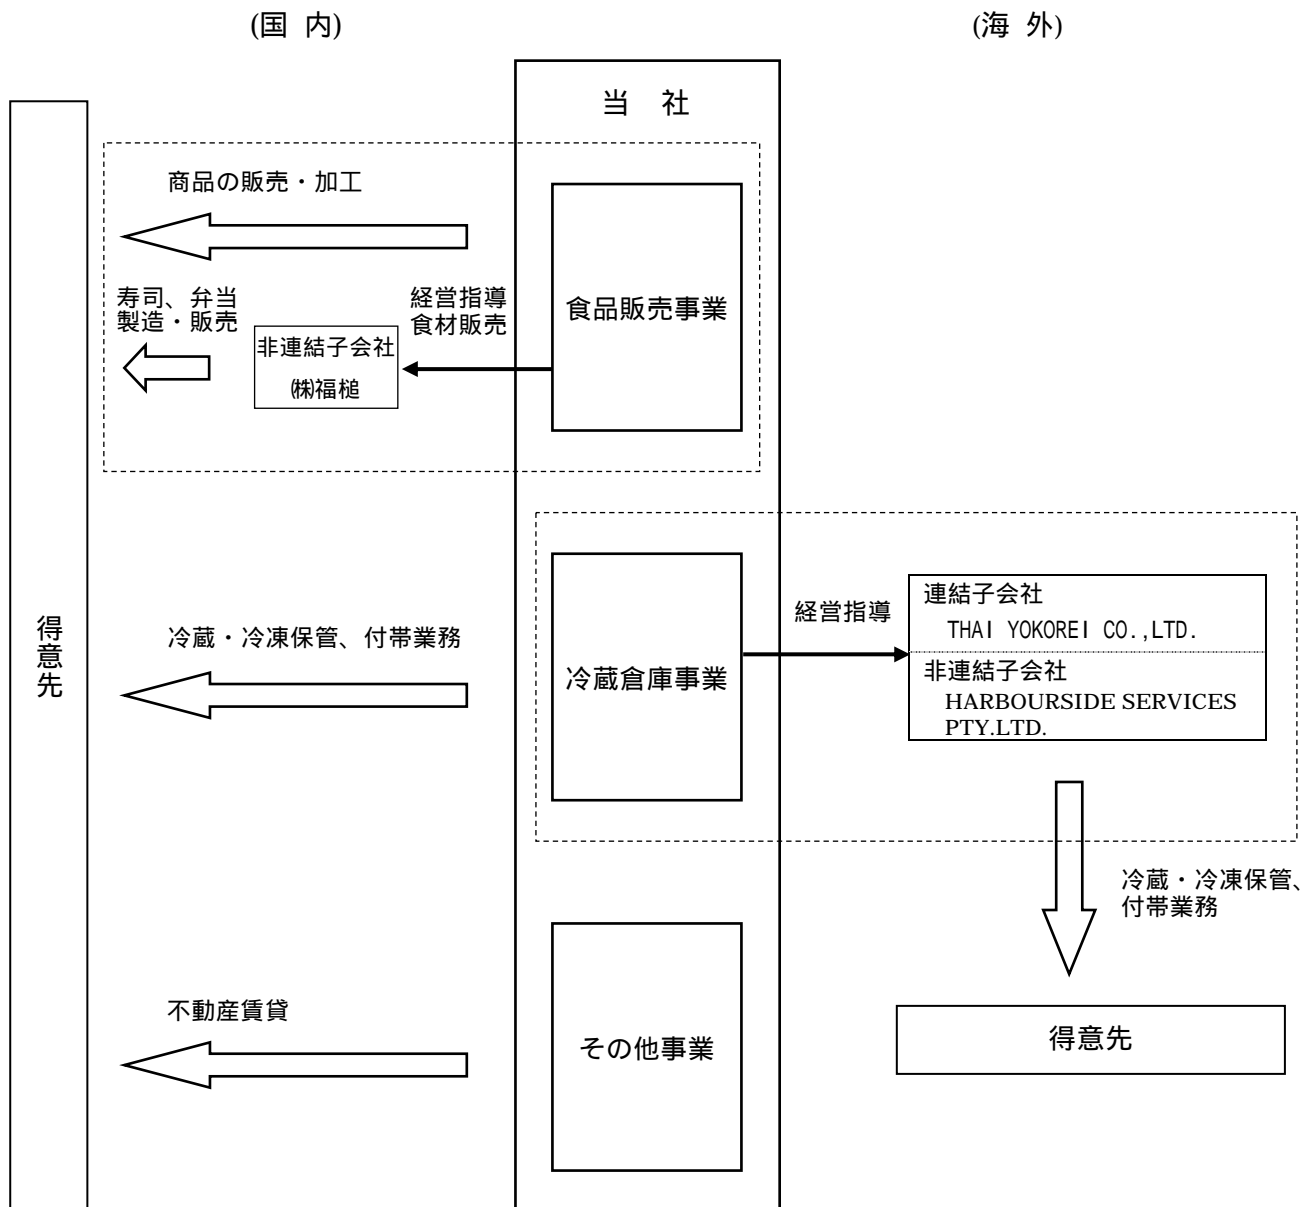 (国 内)
(海 外)
当 社
商品の販売・加工
寿司、弁当
製造・販売
経営指導
食材販売
非連結子会社
㈱福槌
食品販売事業
得意先
冷蔵・冷凍保管、付帯業務
冷蔵倉庫事業
経営指導
連結子会社
THAI YOKOREI CO.,LTD.
非連結子会社
HARBOURSIDE SERVICES
PTY.LTD.
冷蔵・冷凍保管、
付帯業務
不動産賃貸
その他事業
得意先